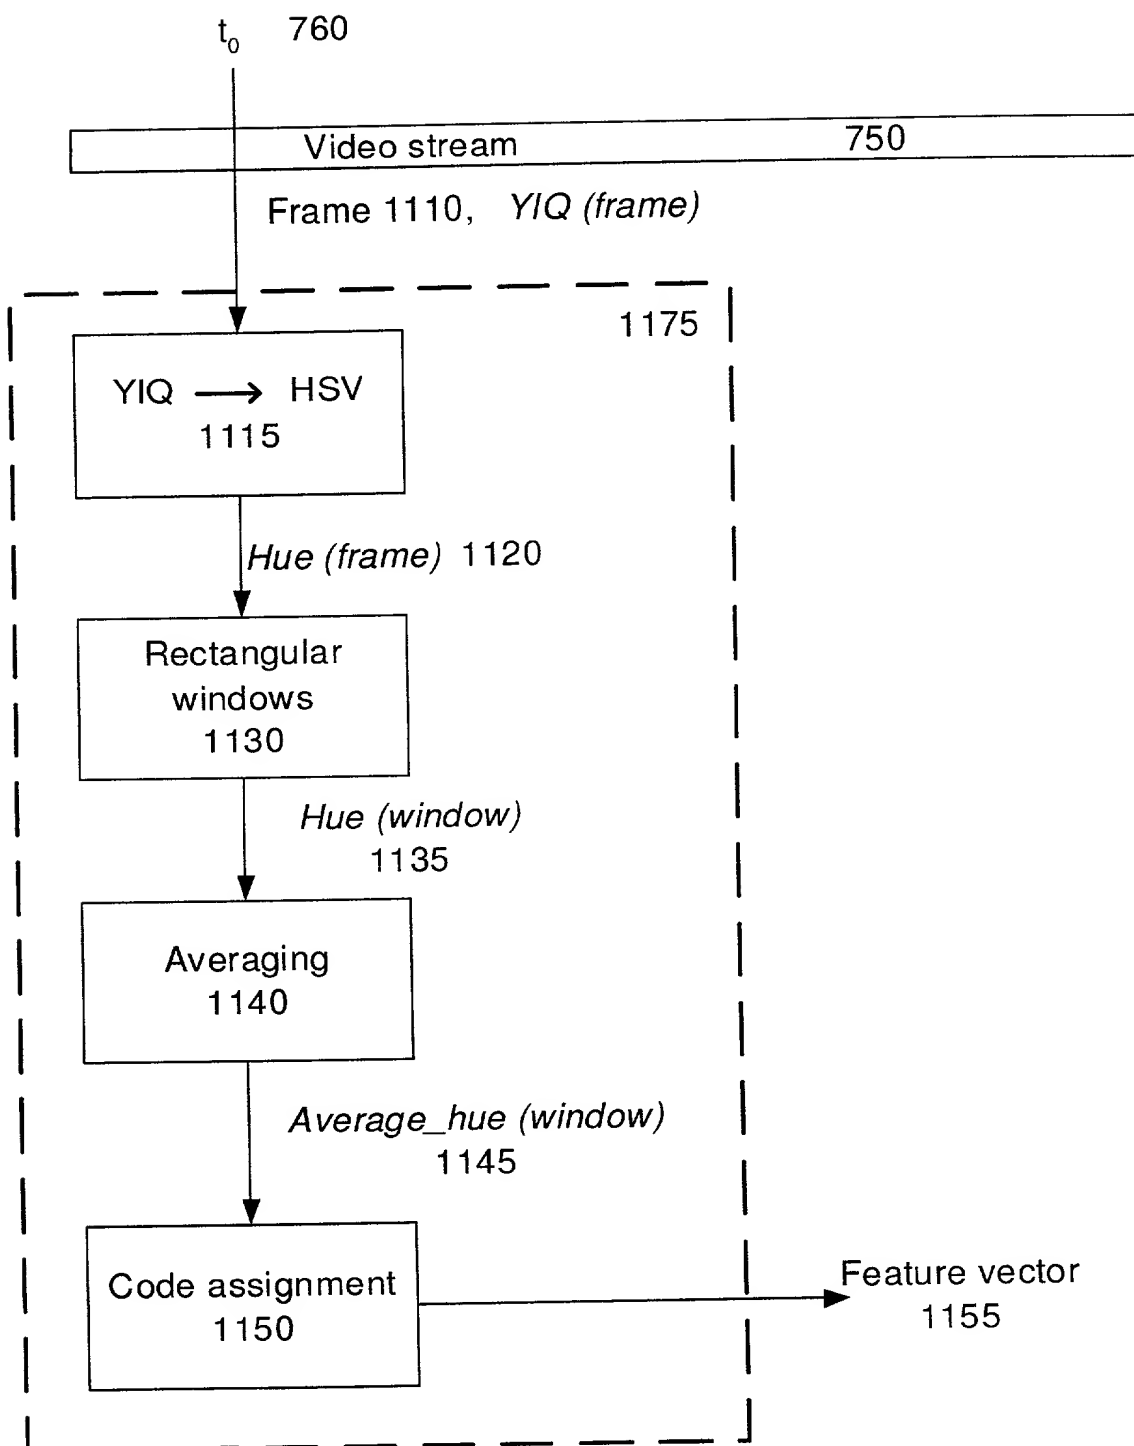 t₀ 760
Video stream 750
Frame 1110, YIQ (frame)
1175
YIQ → HSV
1115
Hue (frame) 1120
Rectangular
windows
1130
Hue (window)
1135
Averaging
1140
Average_hue (window)
1145
Code assignment
1150
Feature vector
1155